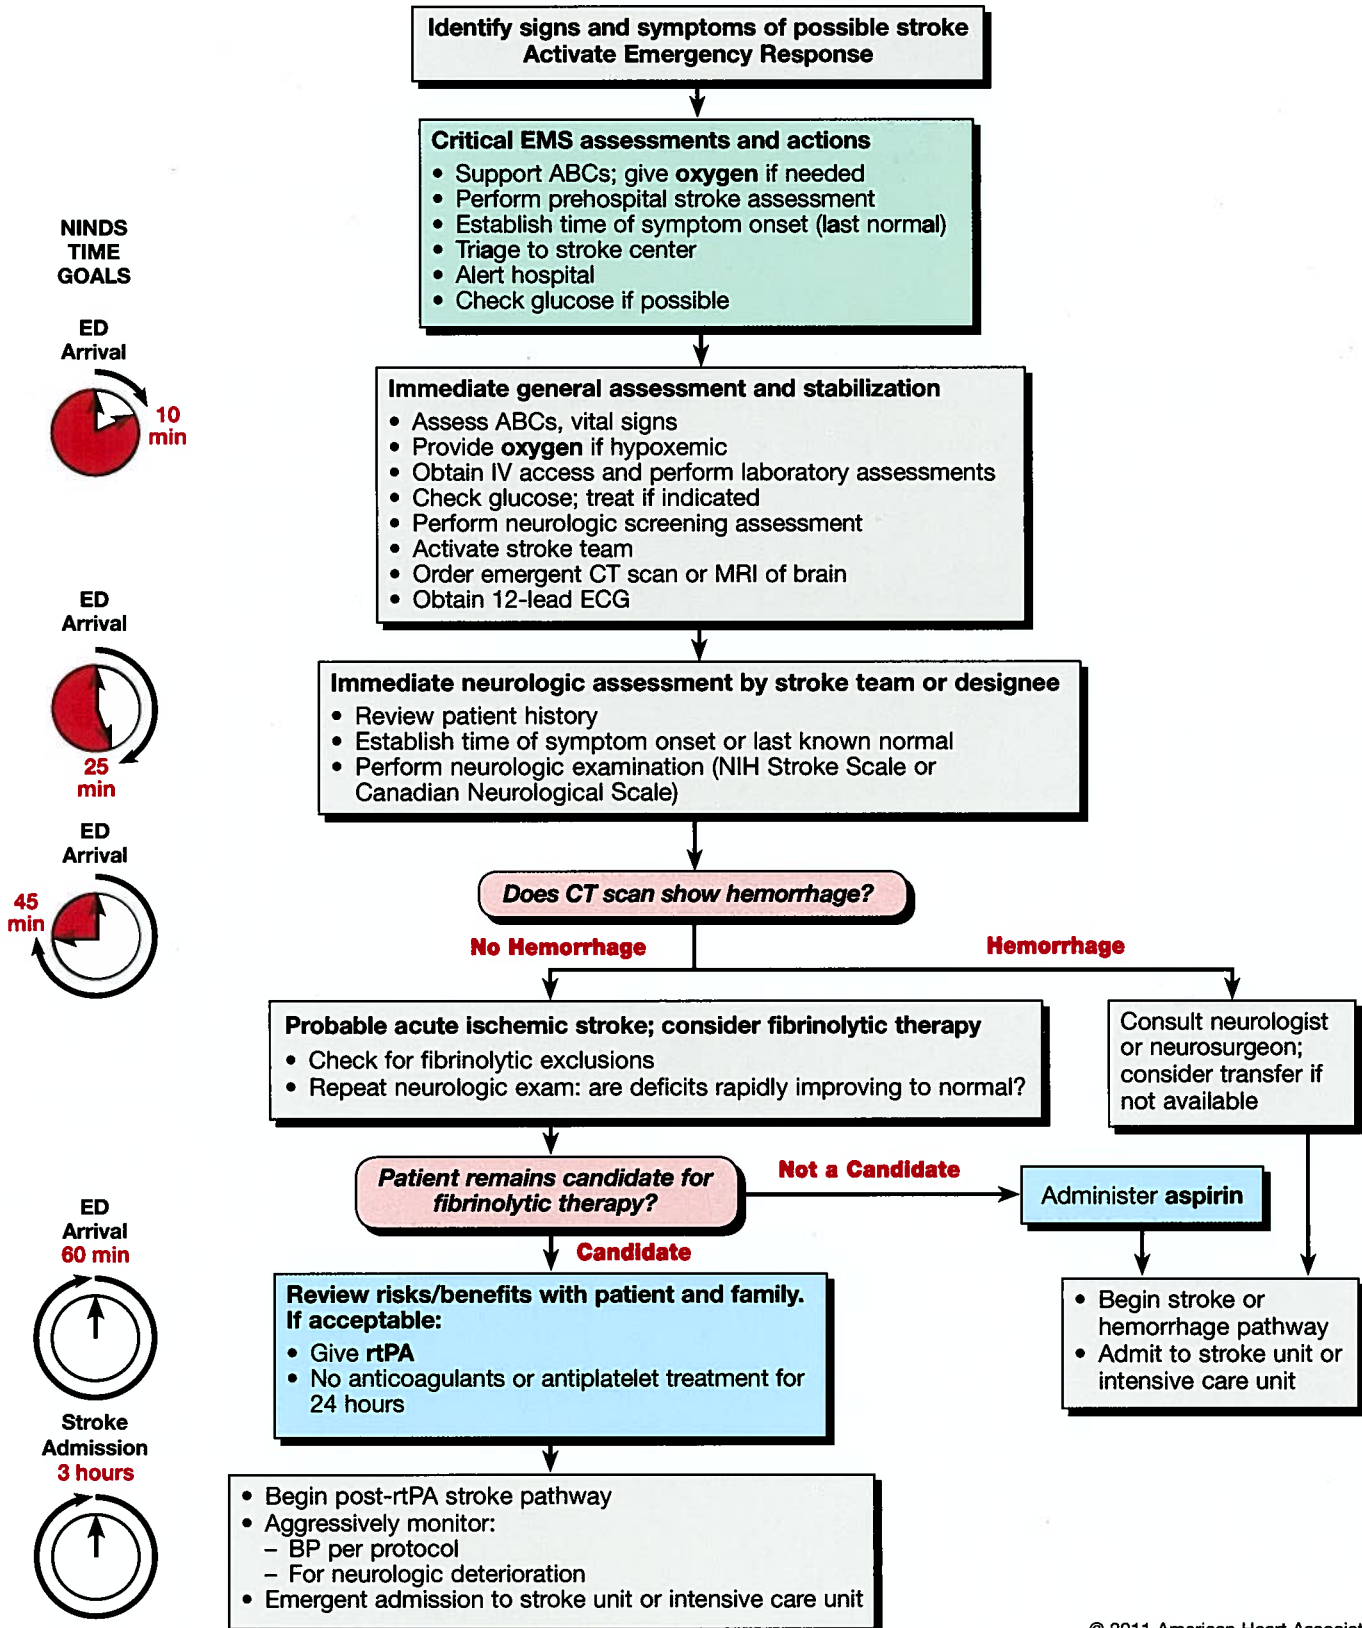 Identify signs and symptoms of possible stroke
Activate Emergency Response
Critical EMS assessments and actions
• Support ABCs; give oxygen if needed
• Perform prehospital stroke assessment
• Establish time of symptom onset (last normal)
• Triage to stroke center
• Alert hospital
• Check glucose if possible
NINDS
TIME
GOALS
ED
Arrival
10
min
Immediate general assessment and stabilization
• Assess ABCs, vital signs
• Provide oxygen if hypoxemic
• Obtain IV access and perform laboratory assessments
• Check glucose; treat if indicated
• Perform neurologic screening assessment
• Activate stroke team
• Order emergent CT scan or MRI of brain
• Obtain 12-lead ECG
ED
Arrival
25
min
Immediate neurologic assessment by stroke team or designee
• Review patient history
• Establish time of symptom onset or last known normal
• Perform neurologic examination (NIH Stroke Scale or
Canadian Neurological Scale)
ED
Arrival
45
min
Does CT scan show hemorrhage?
No Hemorrhage
Hemorrhage
Probable acute ischemic stroke; consider fibrinolytic therapy
• Check for fibrinolytic exclusions
• Repeat neurologic exam: are deficits rapidly improving to normal?
Consult neurologist
or neurosurgeon;
consider transfer if
not available
Patient remains candidate for
fibrinolytic therapy?
Not a Candidate
Administer aspirin
Candidate
ED
Arrival
60 min
Review risks/benefits with patient and family.
If acceptable:
• Give rtPA
• No anticoagulants or antiplatelet treatment for
24 hours
• Begin stroke or
hemorrhage pathway
• Admit to stroke unit or
intensive care unit
Stroke
Admission
3 hours
• Begin post-rtPA stroke pathway
• Aggressively monitor:
– BP per protocol
– For neurologic deterioration
• Emergent admission to stroke unit or intensive care unit
© 2011 American Heart